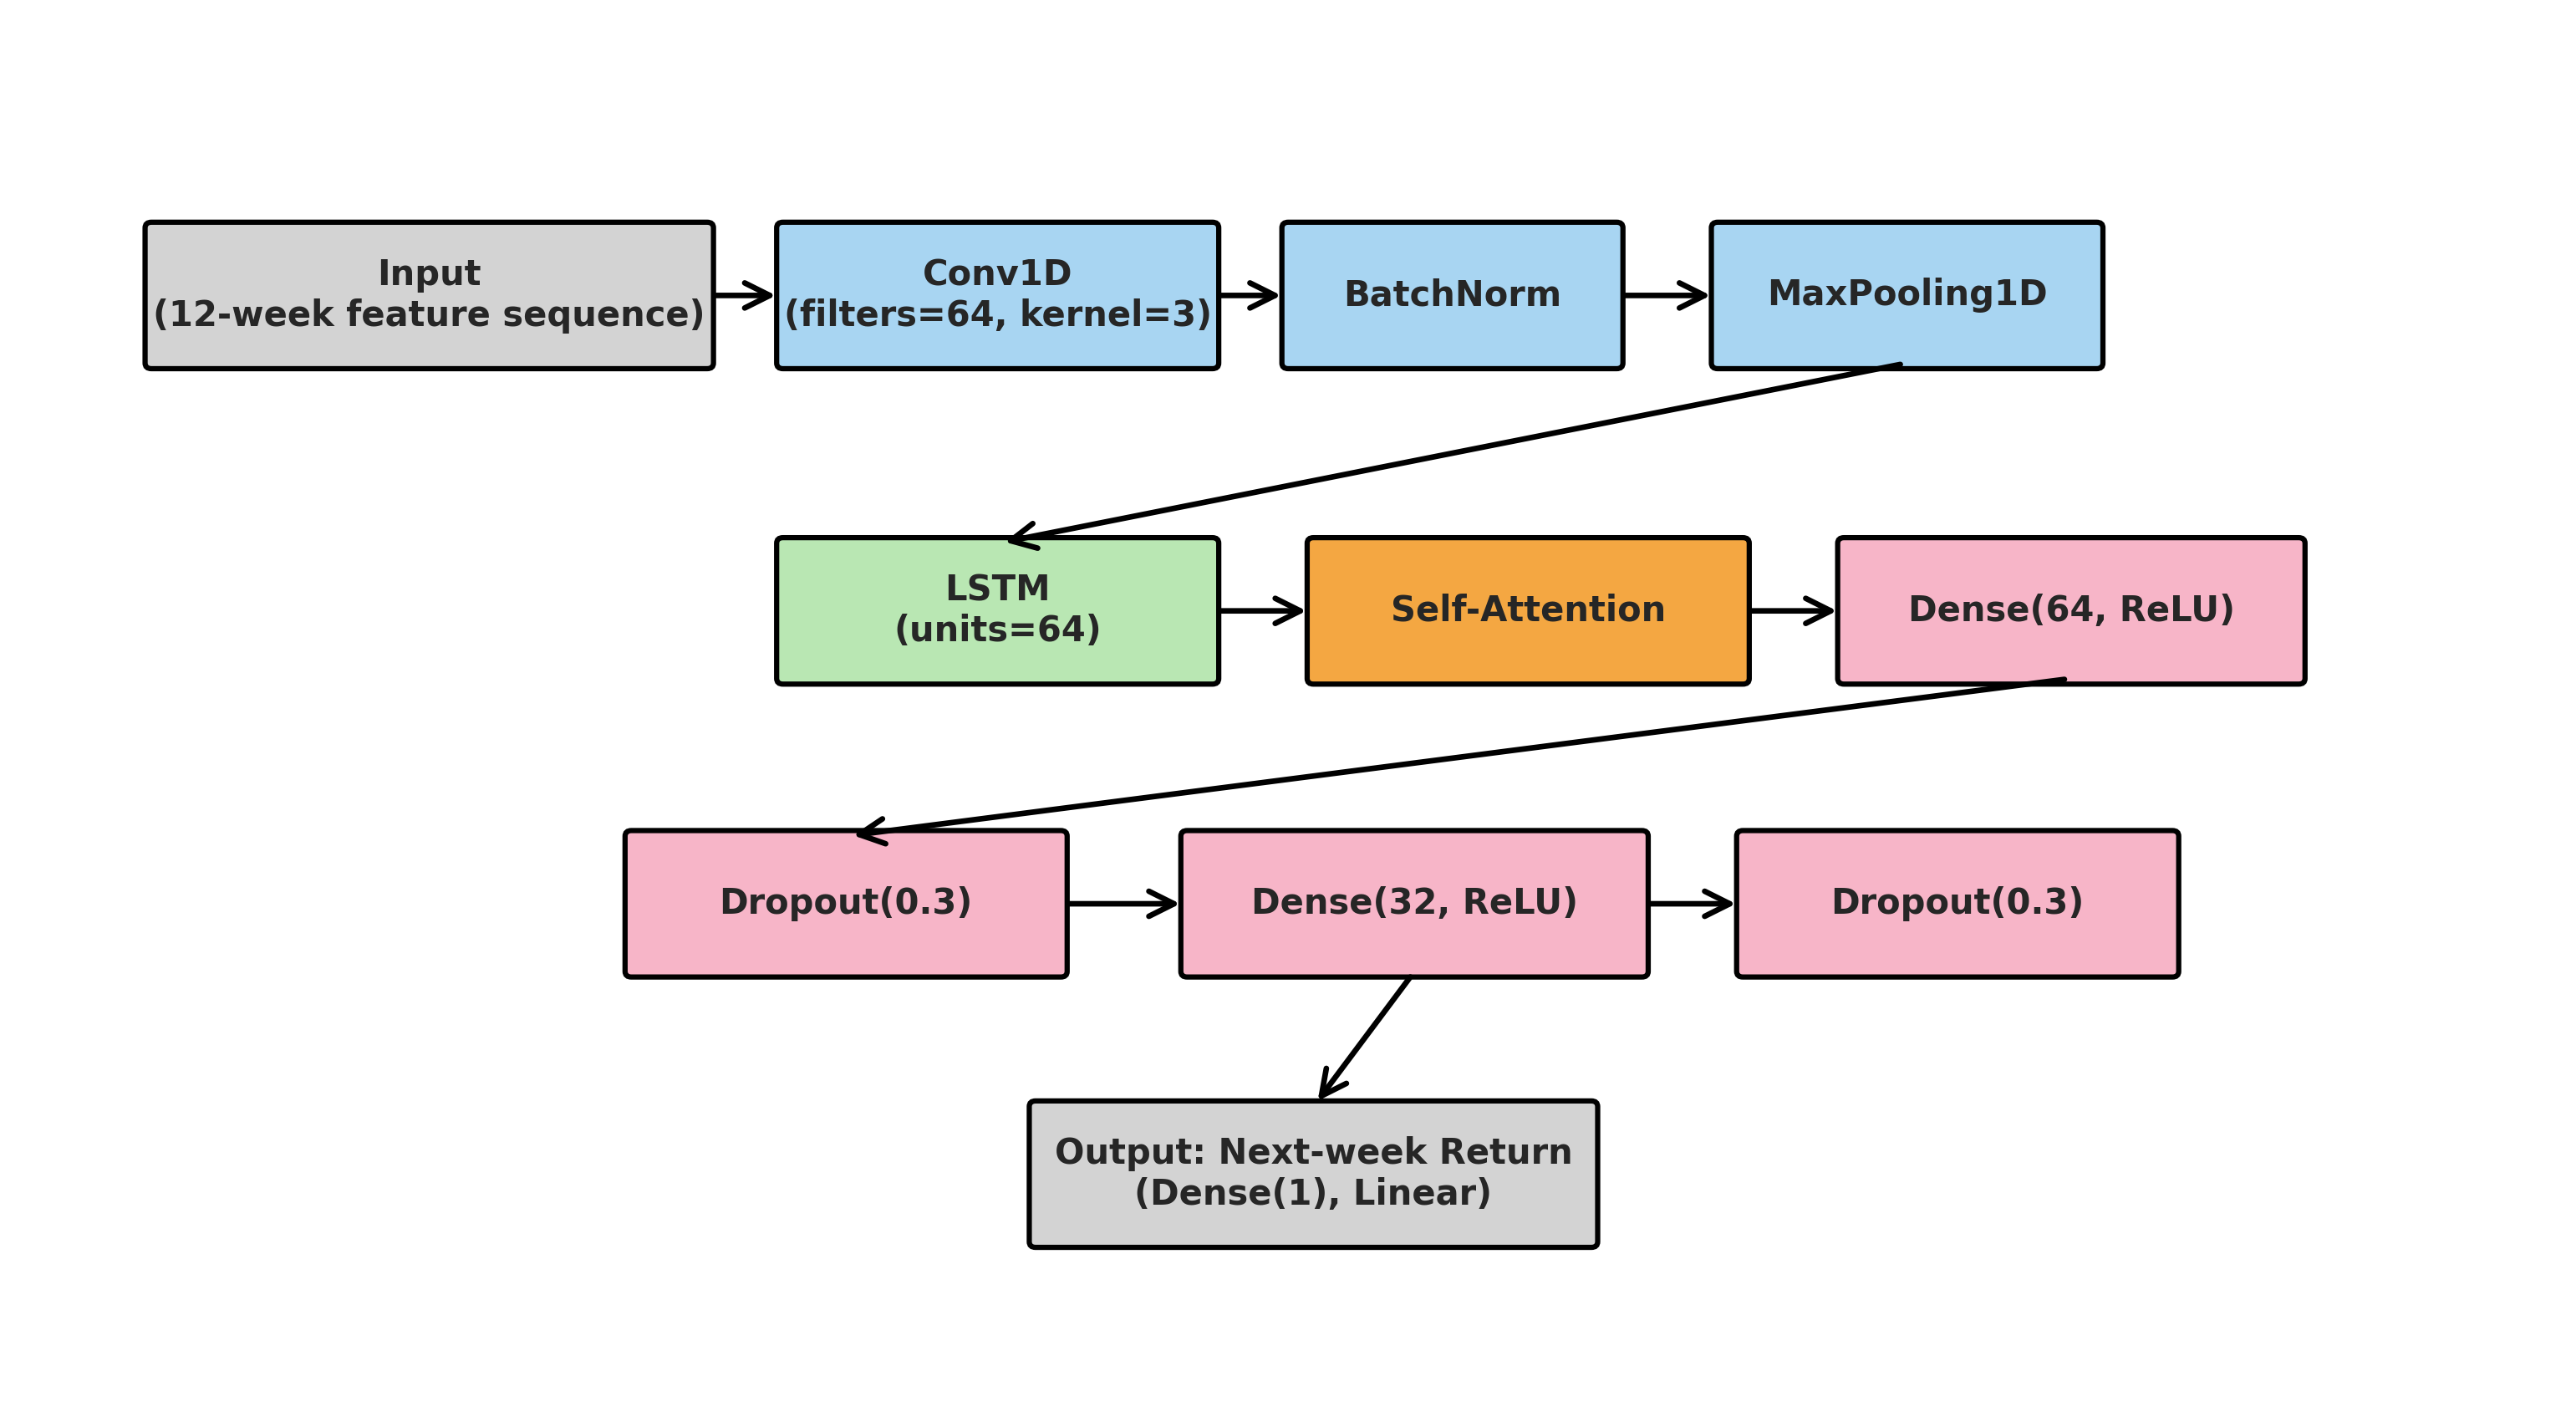 Input
(12-week feature sequence)
Conv1D
(filters=64, kernel=3)
BatchNorm
MaxPooling1D
LSTM
(units=64)
Self-Attention
Dense(64, ReLU)
Dropout(0.3)
Dense(32, ReLU)
Dropout(0.3)
Output: Next-week Return
(Dense(1), Linear)